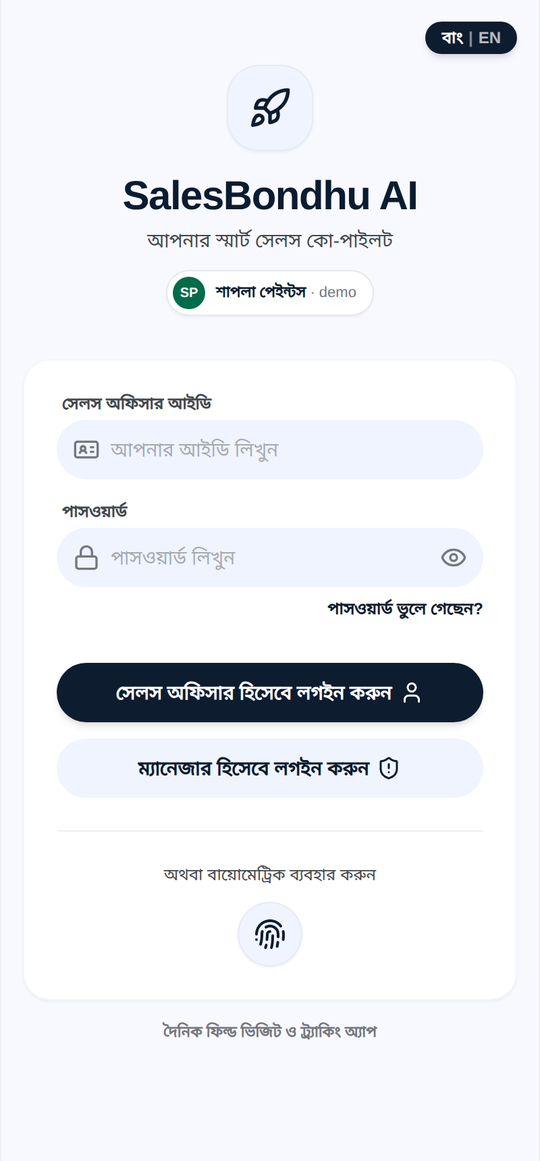 বাং | EN
SalesBondhu AI
আপনার স্মার্ট সেলস কো-পাইলট
SP শাপলা পেইন্টস · demo
সেলস অফিসার আইডি
আপনার আইডি লিখুন
পাসওয়ার্ড
পাসওয়ার্ড লিখুন
পাসওয়ার্ড ভুলে গেছেন?
সেলস অফিসার হিসেবে লগইন করুন
ম্যানেজার হিসেবে লগইন করুন
অথবা বায়োমেট্রিক ব্যবহার করুন
দৈনিক ফিল্ড ভিজিট ও ট্র্যাকিং অ্যাপ